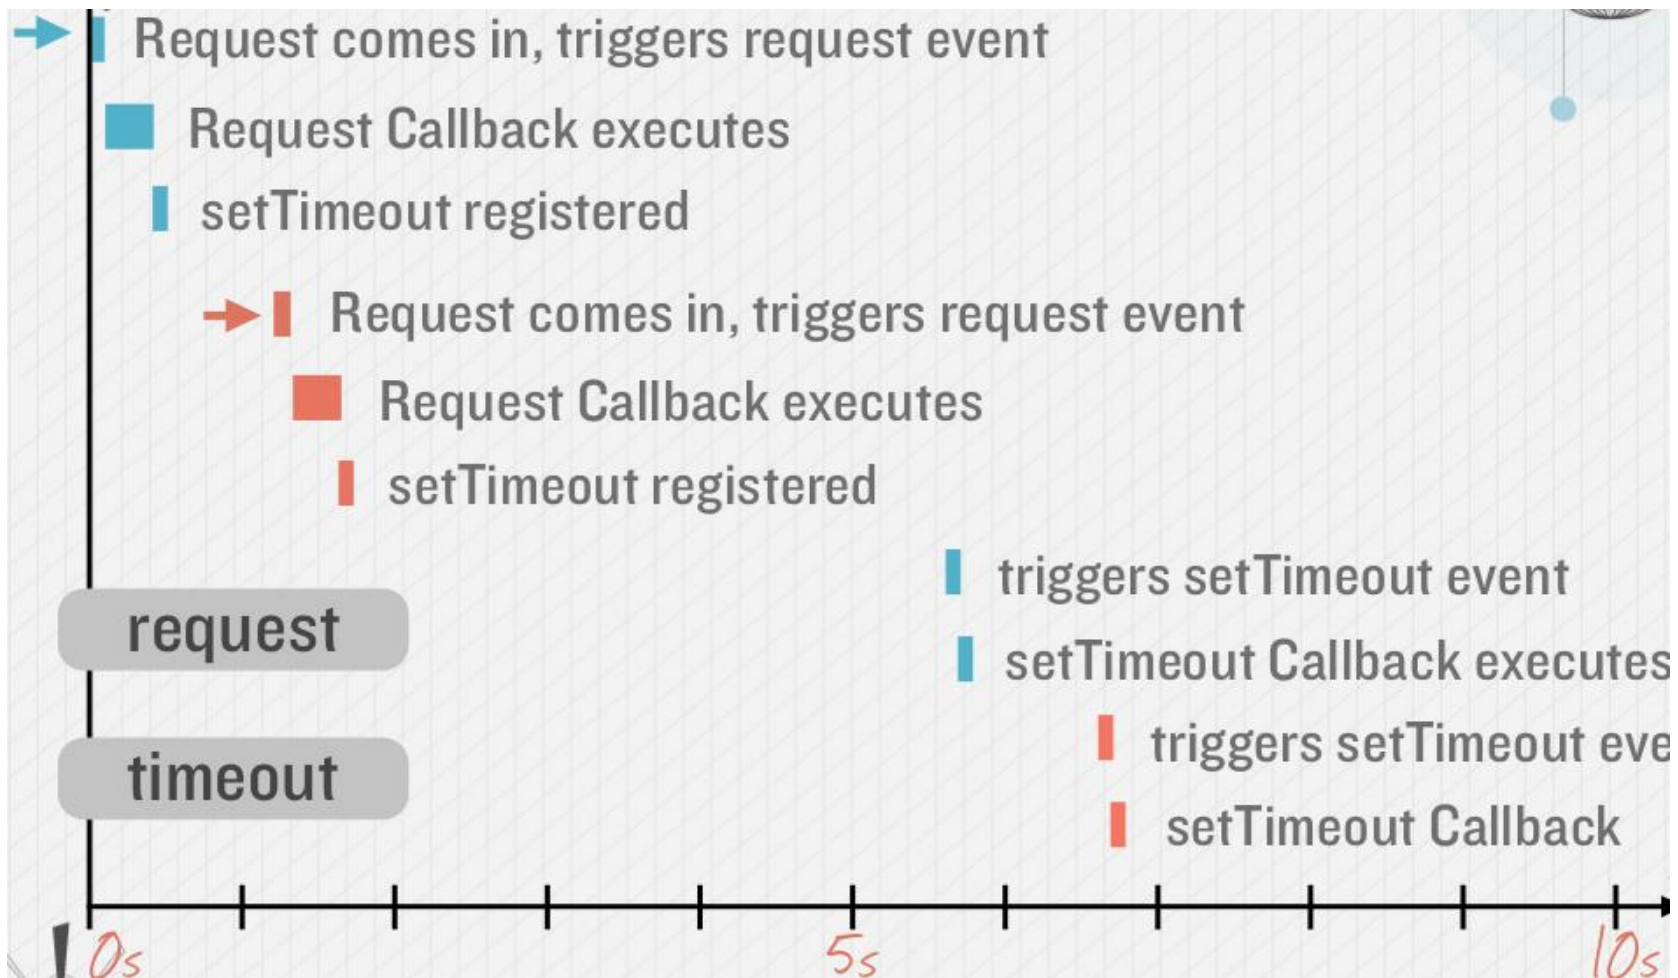 Request comes in, triggers request event
Request Callback executes
setTimeout registered
Request comes in, triggers request event
Request Callback executes
setTimeout registered
triggers setTimeout event
request
setTimeout Callback executes
triggers setTimeout eve
timeout
setTimeout Callback
0s
5s
10s